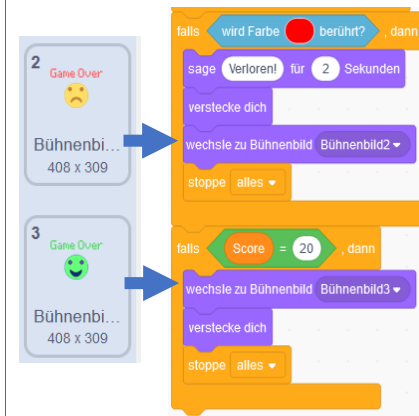 2
Game Over
Bühnenbi...
408 x 309
3
Game Over
Bühnenbi...
408 x 309
falls wird Farbe berührt? , dann
sage Verloren! für 2 Sekunden
verstecke dich
wechsle zu Bühnenbild Bühnenbild2
stoppe alles
falls Score = 20 , dann
wechsle zu Bühnenbild Bühnenbild3
verstecke dich
stoppe alles